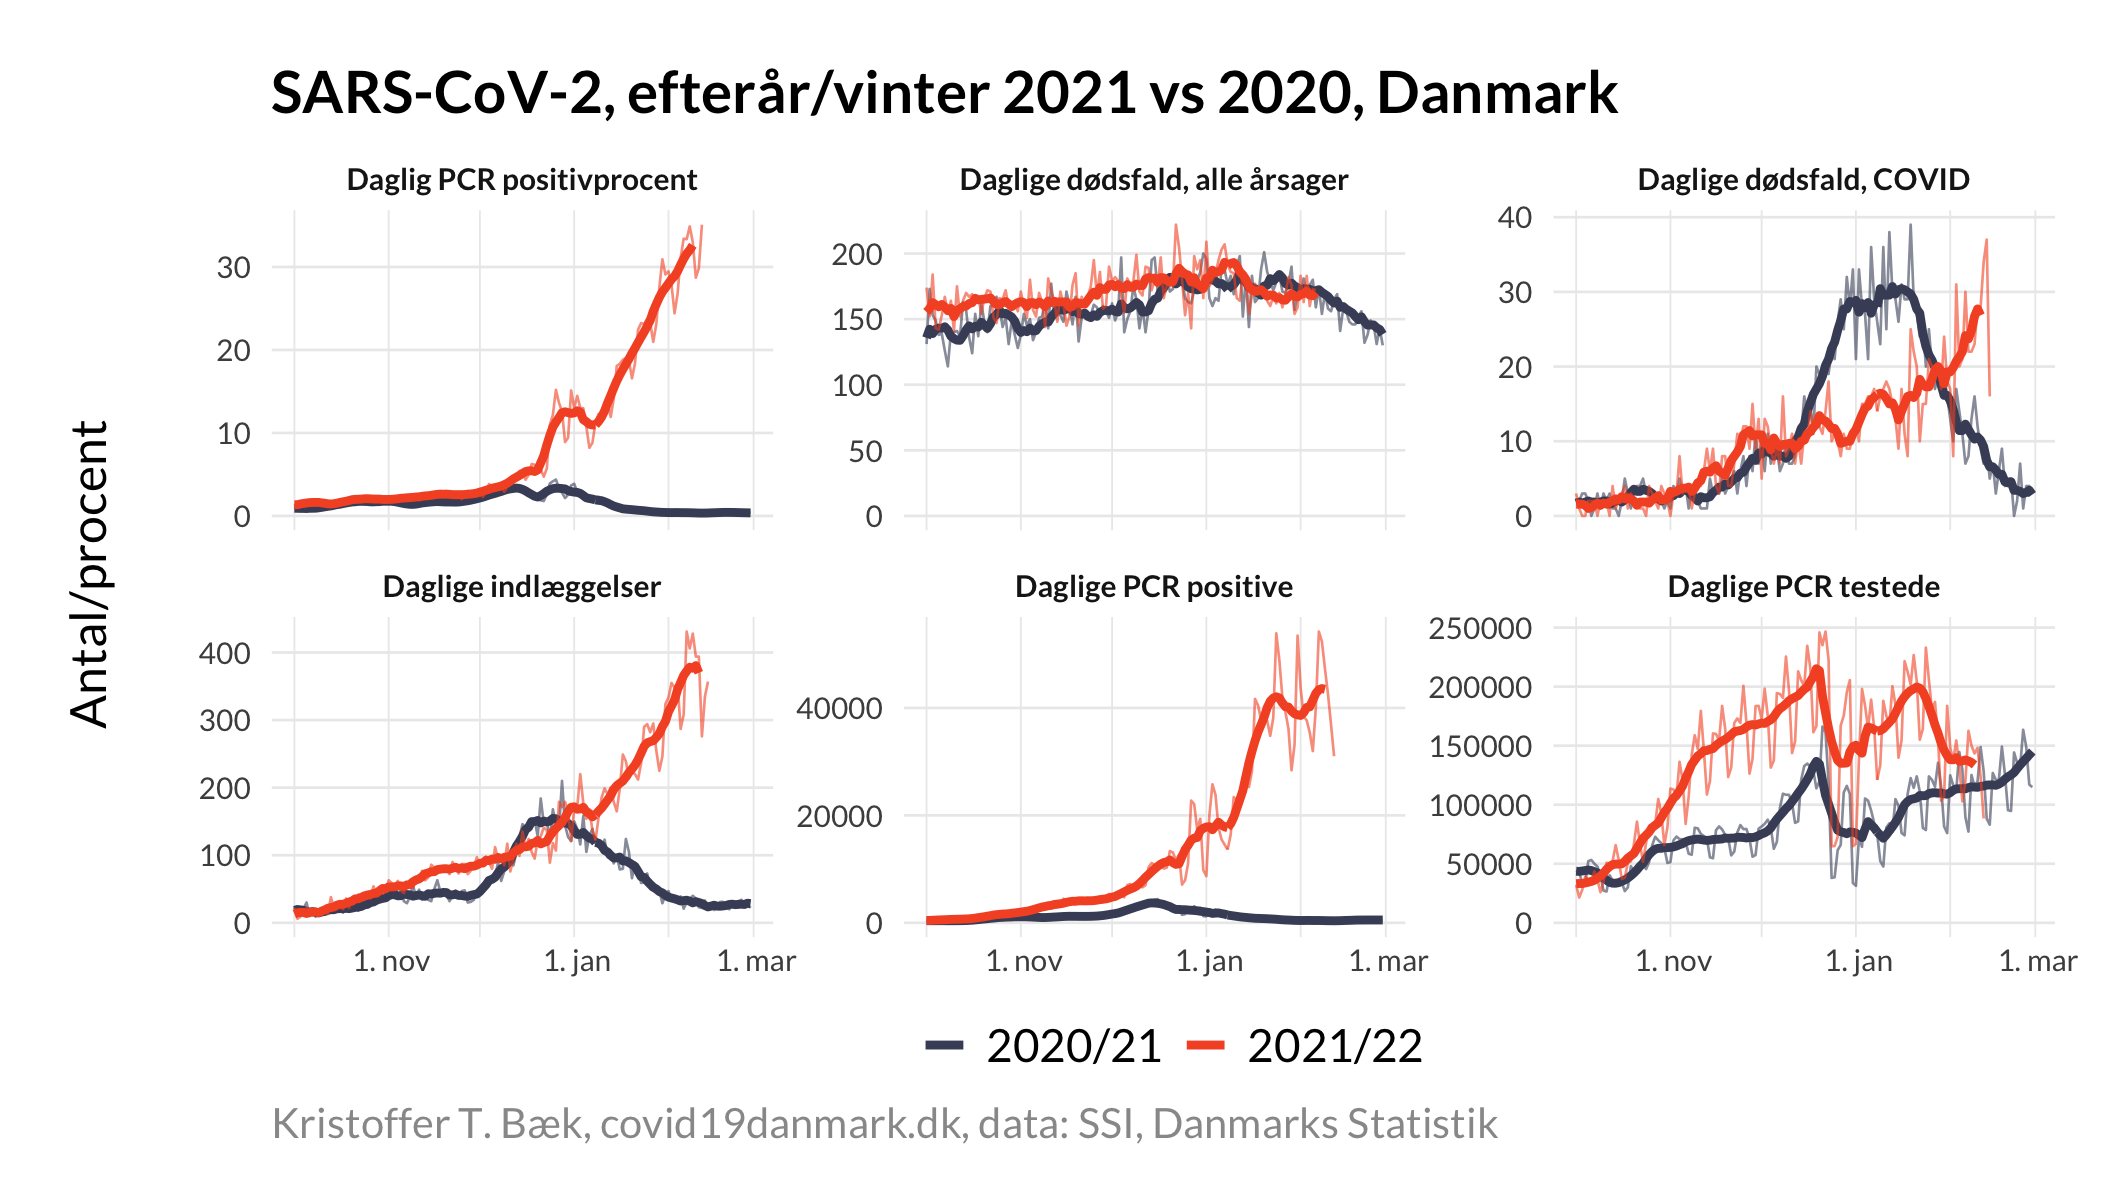 SARS-CoV-2, efterår/vinter 2021 vs 2020, Danmark
Antal/procent
Daglig PCR positivprocent
30
20
10
0
Daglige dødsfald, alle årsager
200
150
100
50
0
Daglige dødsfald, COVID
40
30
20
10
0
Daglige indlæggelser
400
300
200
100
0
1. nov 1. jan 1. mar
Daglige PCR positive
40000
20000
0
1. nov 1. jan 1. mar
Daglige PCR testede
250000
200000
150000
100000
50000
0
1. nov 1. jan 1. mar
2020/21 2021/22
Kristoffer T. Bæk, covid19danmark.dk, data: SSI, Danmarks Statistik